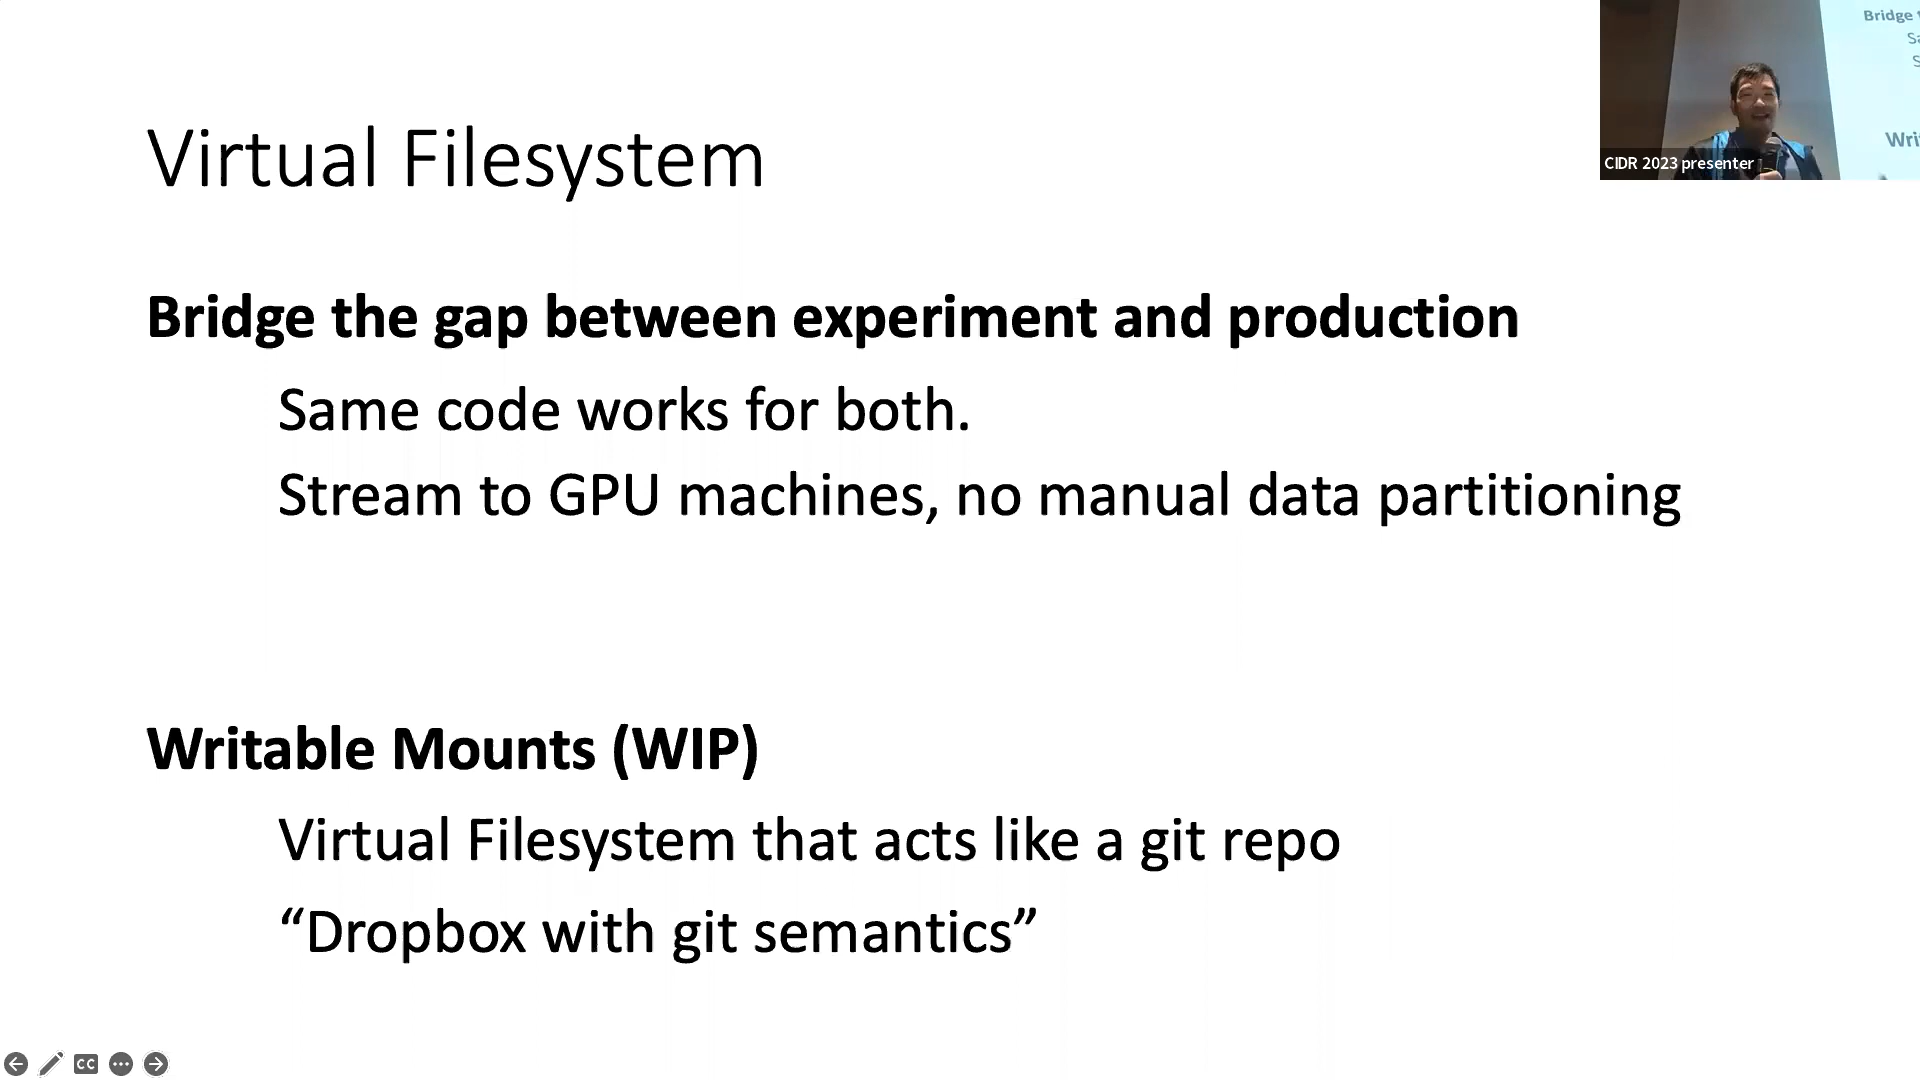 Virtual Filesystem
Bridge the gap between experiment and production
Same code works for both.
Stream to GPU machines, no manual data partitioning
Writable Mounts (WIP)
Virtual Filesystem that acts like a git repo
“Dropbox with git semantics”
Bridge
CIDR 2023 presenter
CC